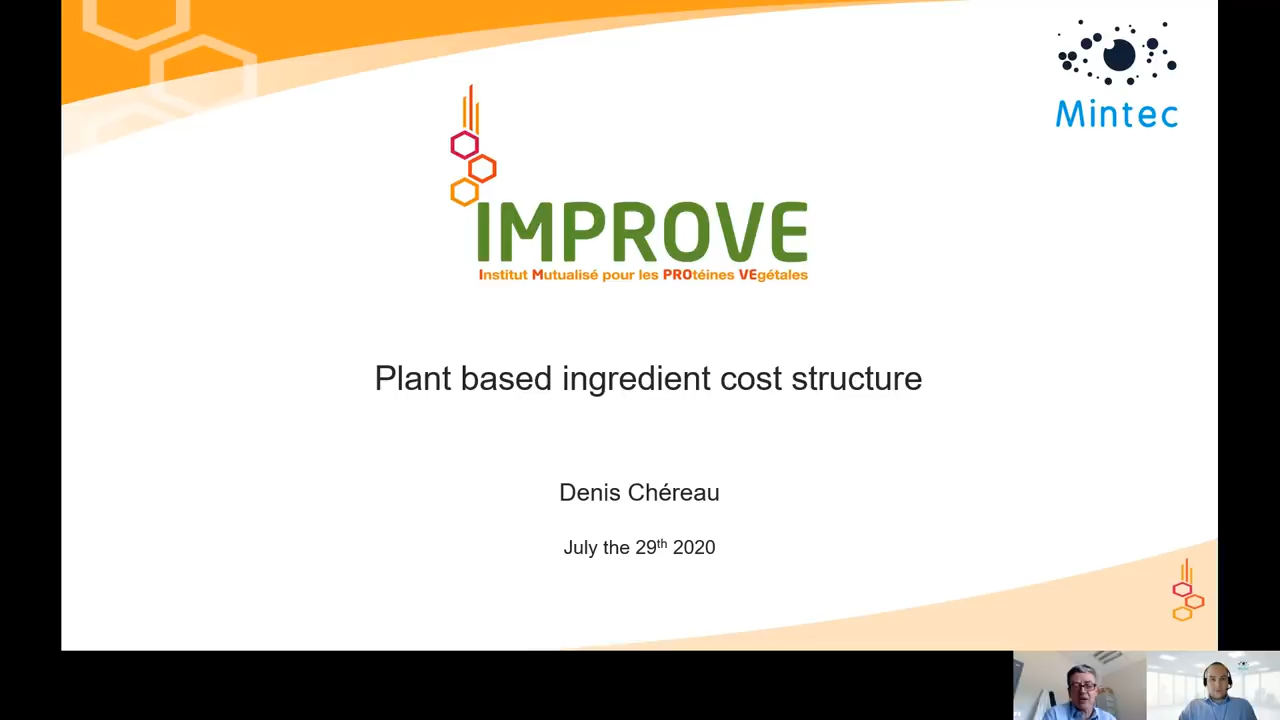 Mintec
IMPROVE
Institut Mutualisé pour les PROtéines VEgétales
Plant based ingredient cost structure
Denis Chéreau
July the 29th 2020